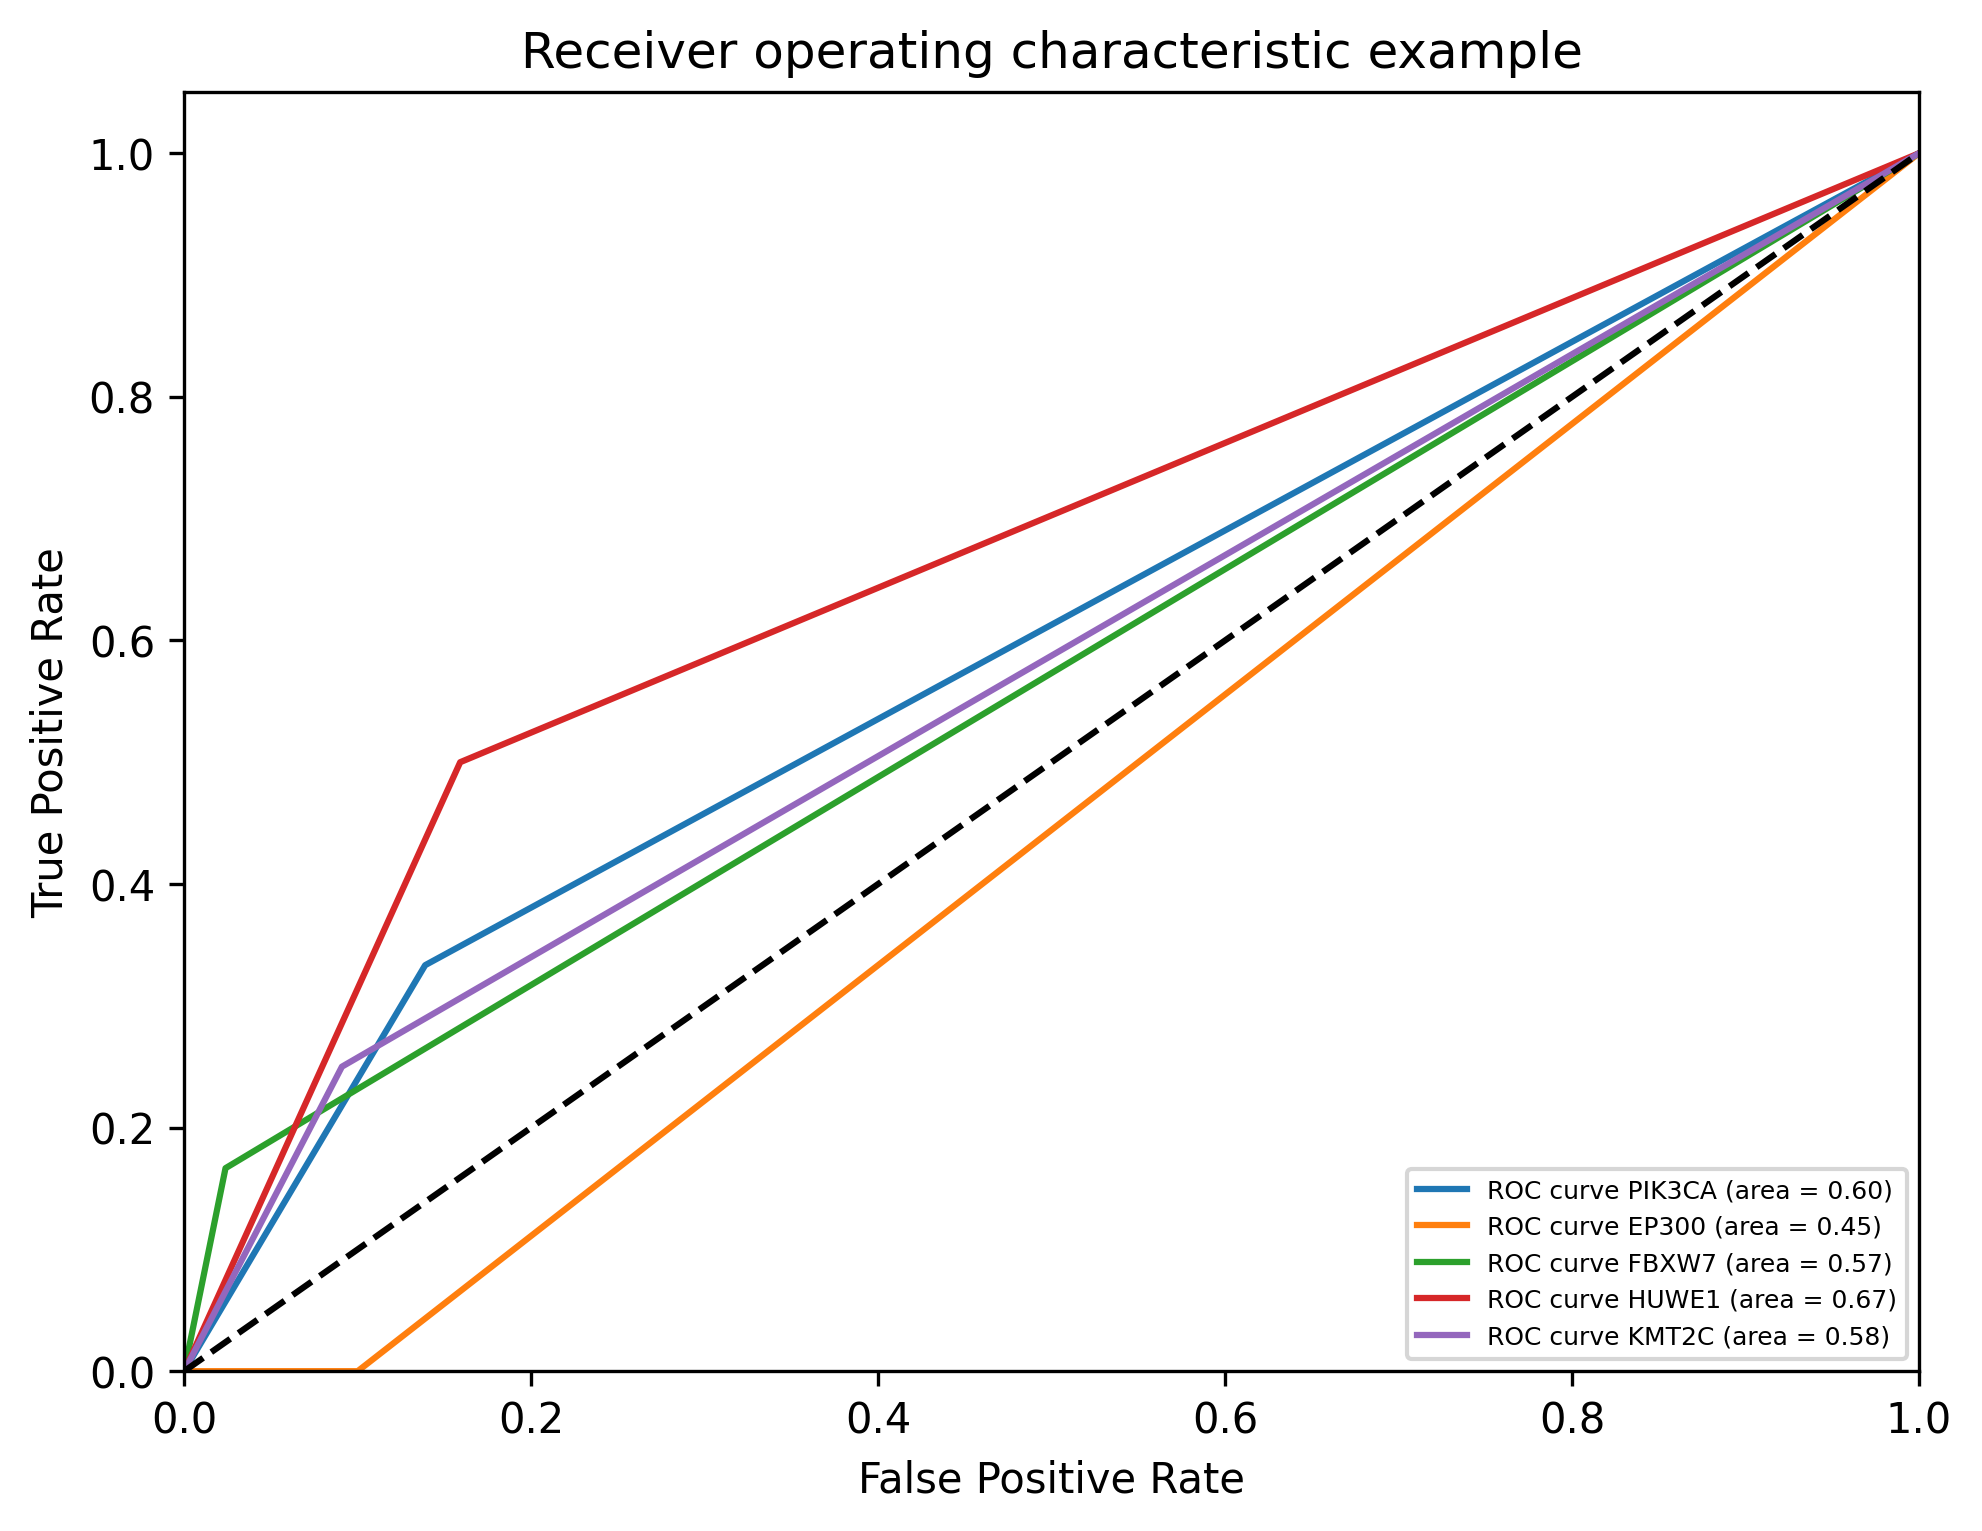 Receiver operating characteristic example
True Positive Rate
1.0
0.8
0.6
0.4
0.2
0.0
ROC curve PIK3CA (area = 0.60)
ROC curve EP300 (area = 0.45)
ROC curve FBXW7 (area = 0.57)
ROC curve HUWE1 (area = 0.67)
ROC curve KMT2C (area = 0.58)
0.0 0.2 0.4 0.6 0.8 1.0
False Positive Rate